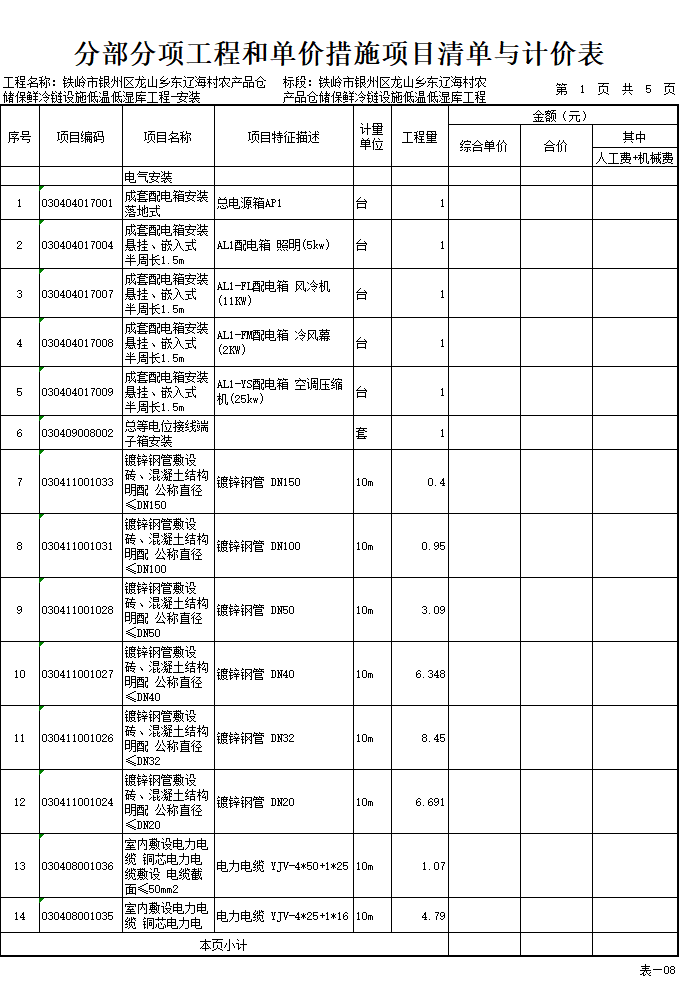 分部分项工程和单价措施项目清单与计价表
工程名称：铁岭市银州区龙山乡东辽海村农产品仓
储保鲜冷链设施低温低湿库工程-安装
标段：铁岭市银州区龙山乡东辽海村农
产品仓储保鲜冷链设施低温低湿库工程
第 1 页 共 5 页
序号 项目编码 项目名称 项目特征描述 计量
单位 工程量 金额（元）
综合单价 合价 其中
人工费+机械费
电气安装
1 030404017001 成套配电箱安装
落地式 总电源箱AP1 台 1
2 030404017004 成套配电箱安装
悬挂、嵌入式
半周长1.5m AL1配电箱 照明(5kw) 台 1
3 030404017007 成套配电箱安装
悬挂、嵌入式
半周长1.5m AL1-FL配电箱 风冷机
(11KW) 台 1
4 030404017008 成套配电箱安装
悬挂、嵌入式
半周长1.5m AL1-FM配电箱 冷风幕
(2KW) 台 1
5 030404017009 成套配电箱安装
悬挂、嵌入式
半周长1.5m AL1-YS配电箱 空调压缩
机(25kw) 台 1
6 030409008002 总等电位接线端
子箱安装 套 1
7 030411001033 镀锌钢管敷设
砖、混凝土结构
明配 公称直径
≤DN150 镀锌钢管 DN150 10m 0.4
8 030411001031 镀锌钢管敷设
砖、混凝土结构
明配 公称直径
≤DN100 镀锌钢管 DN100 10m 0.95
9 030411001028 镀锌钢管敷设
砖、混凝土结构
明配 公称直径
≤DN50 镀锌钢管 DN50 10m 3.09
10 030411001027 镀锌钢管敷设
砖、混凝土结构
明配 公称直径
≤DN40 镀锌钢管 DN40 10m 6.348
11 030411001026 镀锌钢管敷设
砖、混凝土结构
明配 公称直径
≤DN32 镀锌钢管 DN32 10m 8.45
12 030411001024 镀锌钢管敷设
砖、混凝土结构
明配 公称直径
≤DN20 镀锌钢管 DN20 10m 6.691
13 030408001036 室内敷设电力电
缆 铜芯电力电
缆敷设 电缆截
面≤50mm2 电力电缆 YJV-4*50+1*25 10m 1.07
14 030408001035 室内敷设电力电
缆 铜芯电力电 电力电缆 YJV-4*25+1*16 10m 4.79
本页小计
表-08